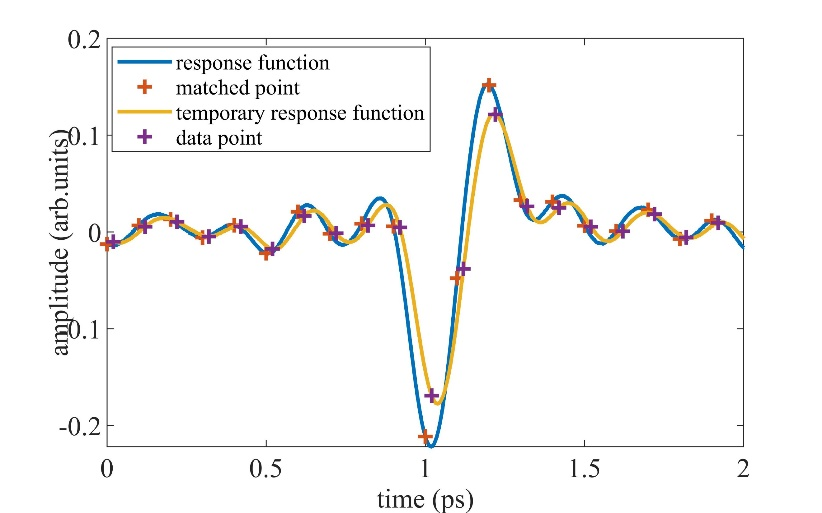 0.2
response function
matched point
temporary response function
data point
0.1
0
-0.1
-0.2
amplitude (arb.units)
0
0.5
1
1.5
2
time (ps)